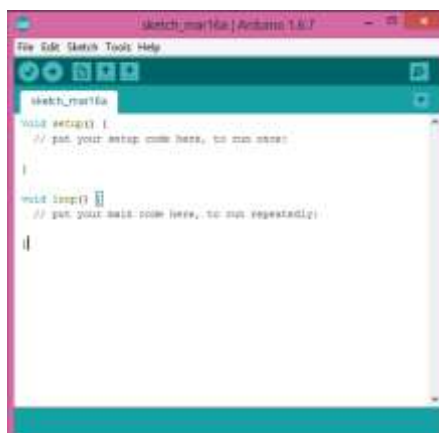 sketch_mar16a | Arduino 1.6.7
File Edit Sketch Tools Help
sketch_mar16a
void setup() {
// put your setup code here, to run once:
}
void loop() {
// put your main code here, to run repeatedly:
}